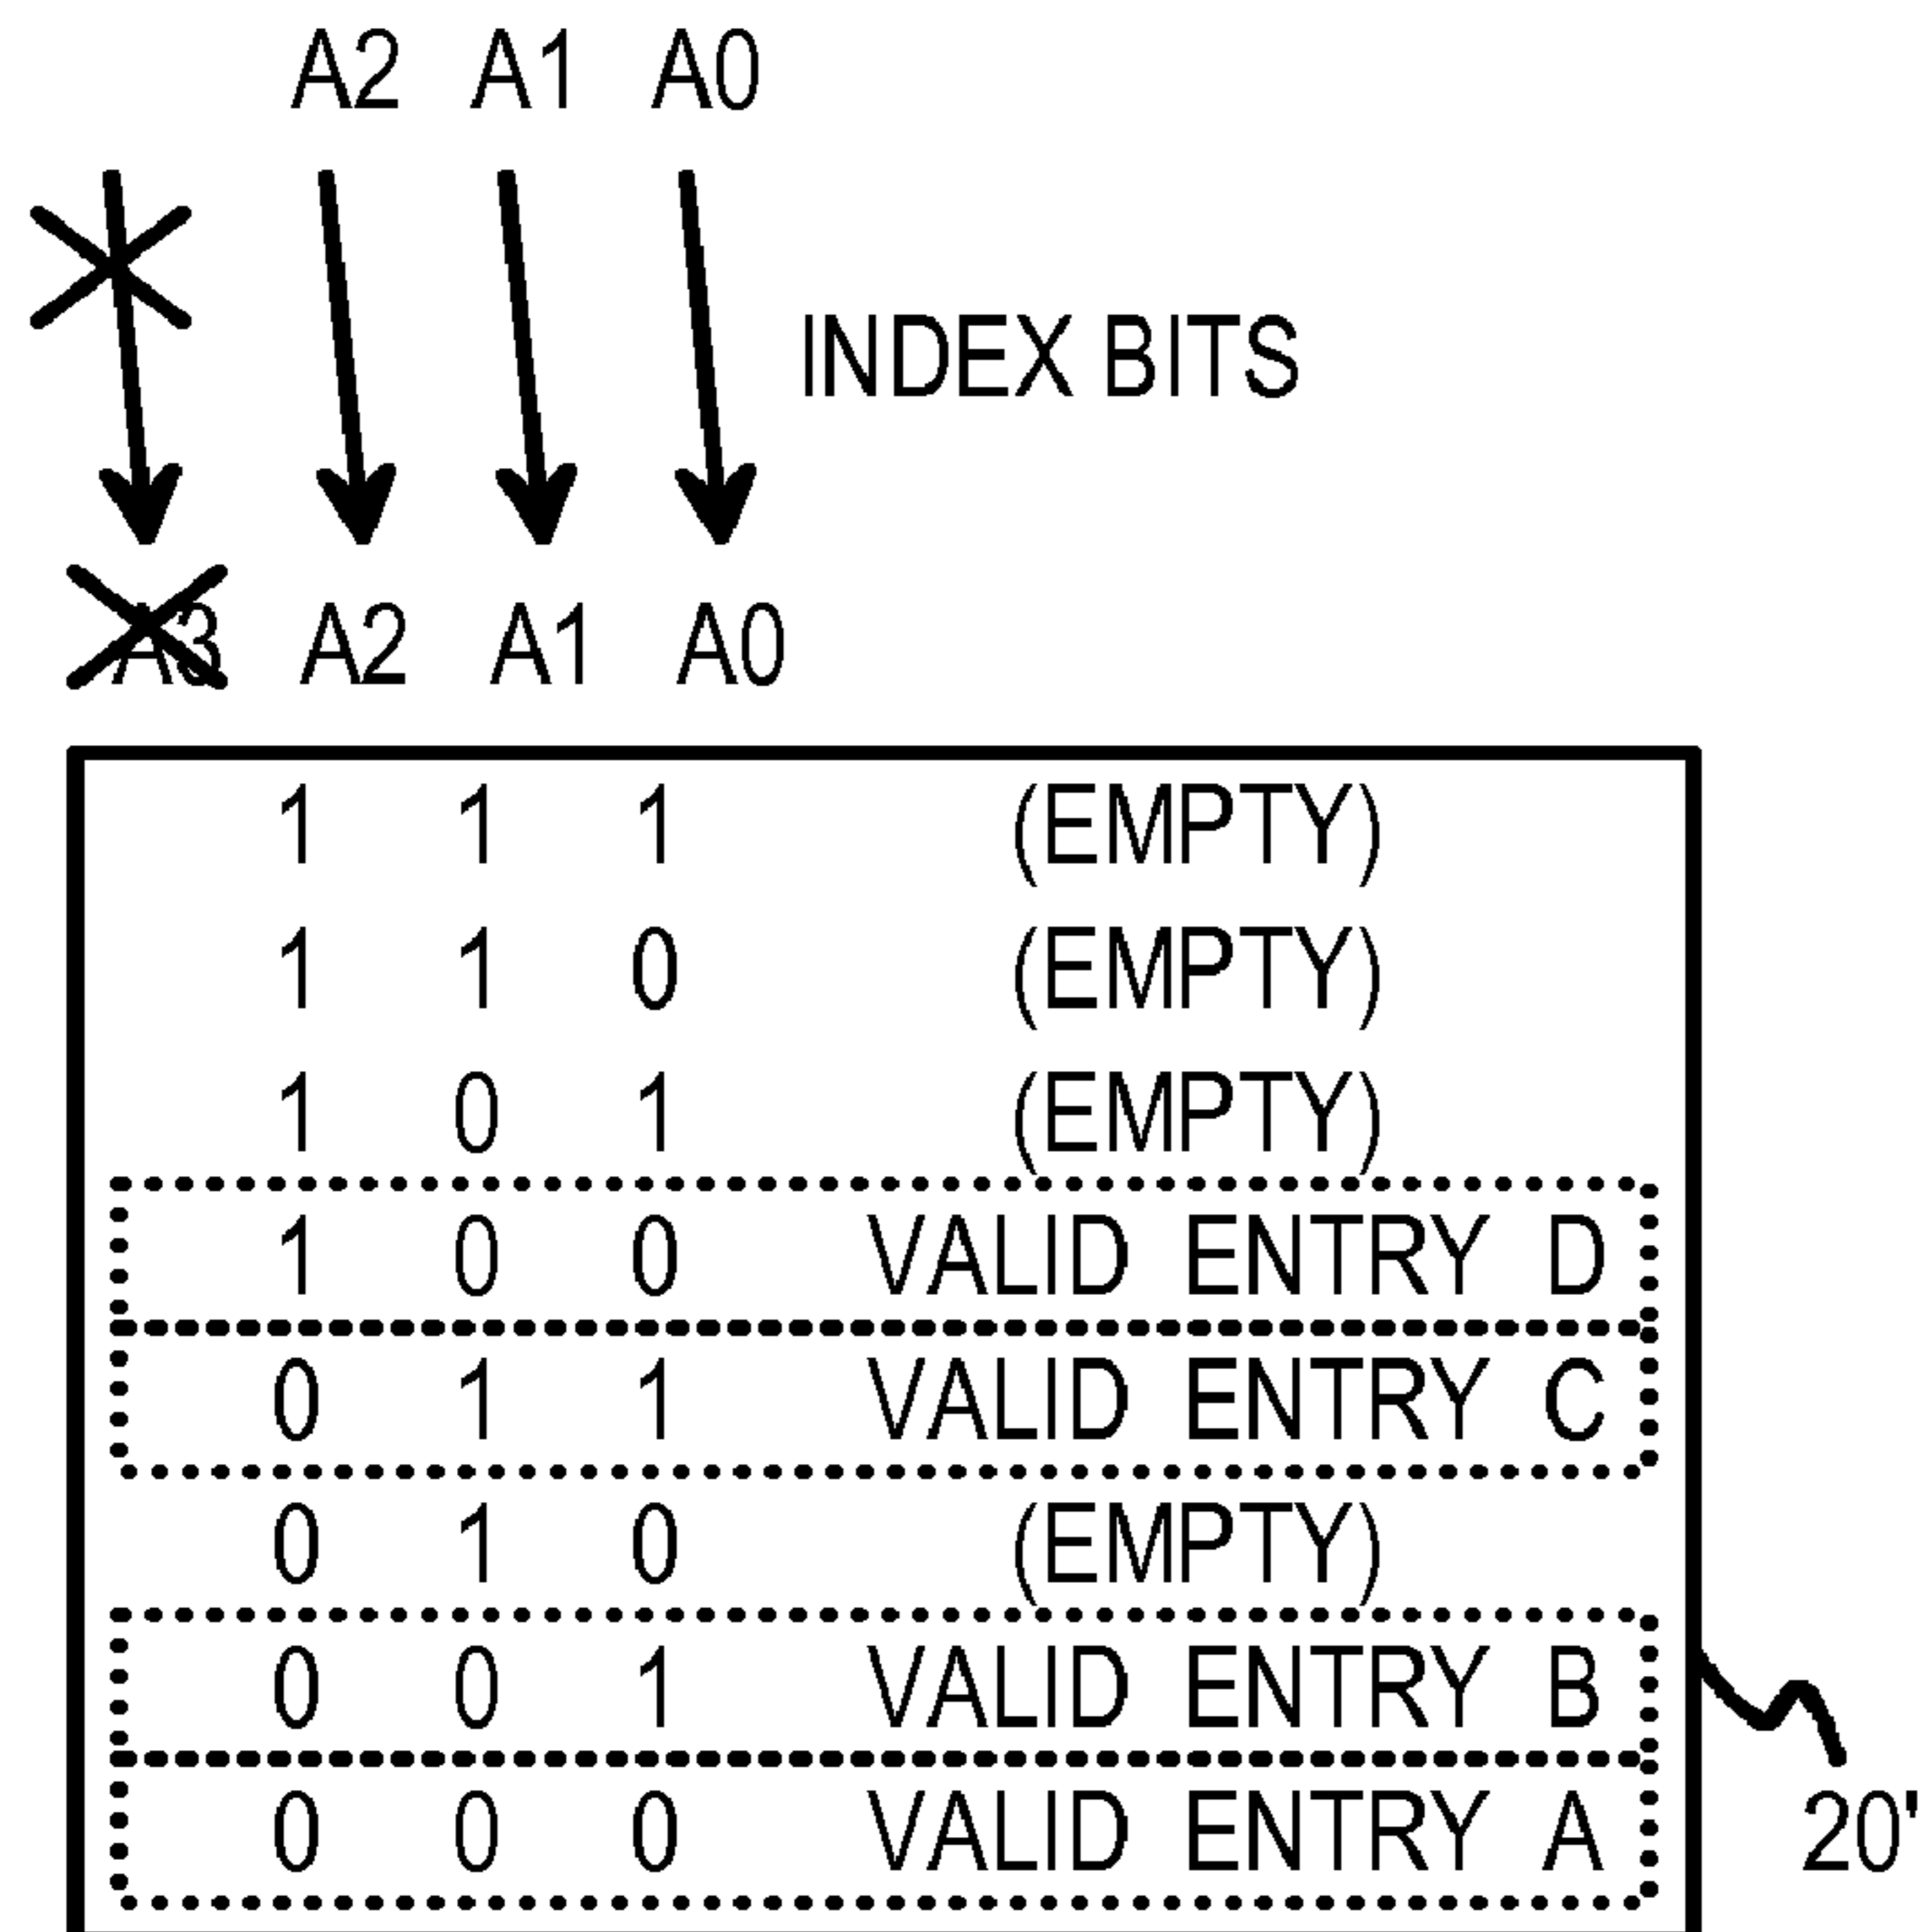 A2 A1 A0
INDEX BITS
A3 A2 A1 A0
1 1 1 (EMPTY)
1 1 0 (EMPTY)
1 0 1 (EMPTY)
1 0 0 VALID ENTRY D
0 1 1 VALID ENTRY C
0 1 0 (EMPTY)
0 0 1 VALID ENTRY B
0 0 0 VALID ENTRY A
20'